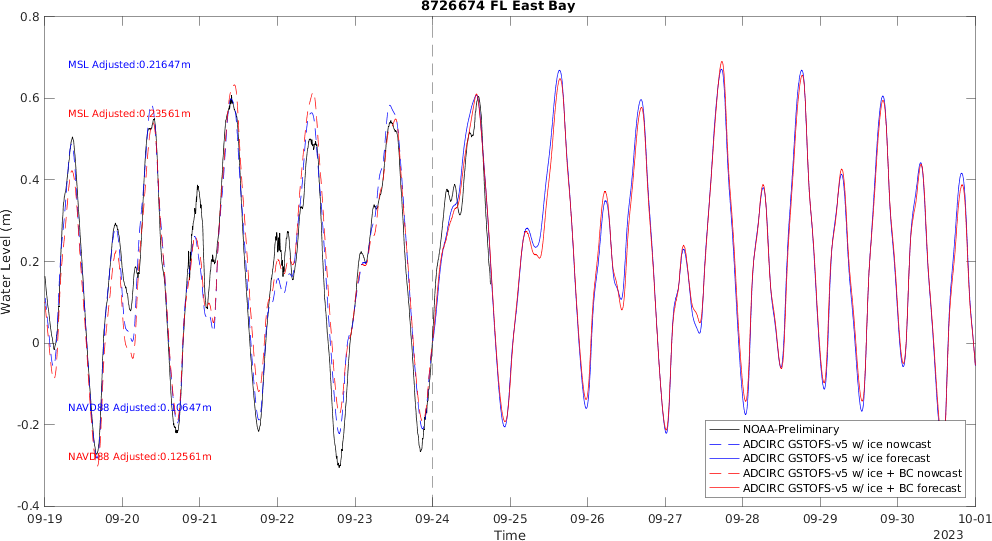 8726674 FL East Bay
0.8
0.6
0.4
0.2
0
-0.2
-0.4
Water Level (m)
MSL Adjusted:0.21647m
MSL Adjusted:0.23561m
NAVD88 Adjusted:0.10647m
NAVD88 Adjusted:0.12561m
NOAA-Preliminary
ADCIRC GSTOFS-v5 w/ ice nowcast
ADCIRC GSTOFS-v5 w/ ice forecast
ADCIRC GSTOFS-v5 w/ ice + BC nowcast
ADCIRC GSTOFS-v5 w/ ice + BC forecast
09-19 09-20 09-21 09-22 09-23 09-24 09-25 09-26 09-27 09-28 09-29 09-30 10-01
Time
2023